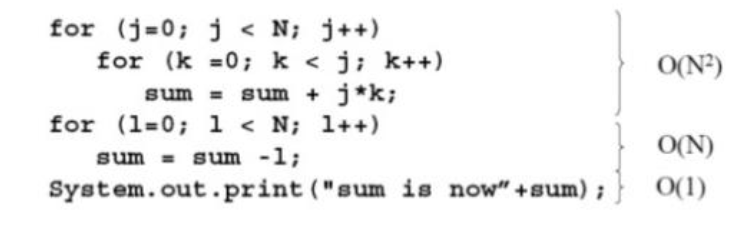 for (j=0; j < N; j++)
for (k =0; k < j; k++)
sum = sum + j*k;
O(N²)
for (l=0; l < N; l++)
sum = sum -l;
O(N)
System.out.print("sum is now"+sum);
O(1)